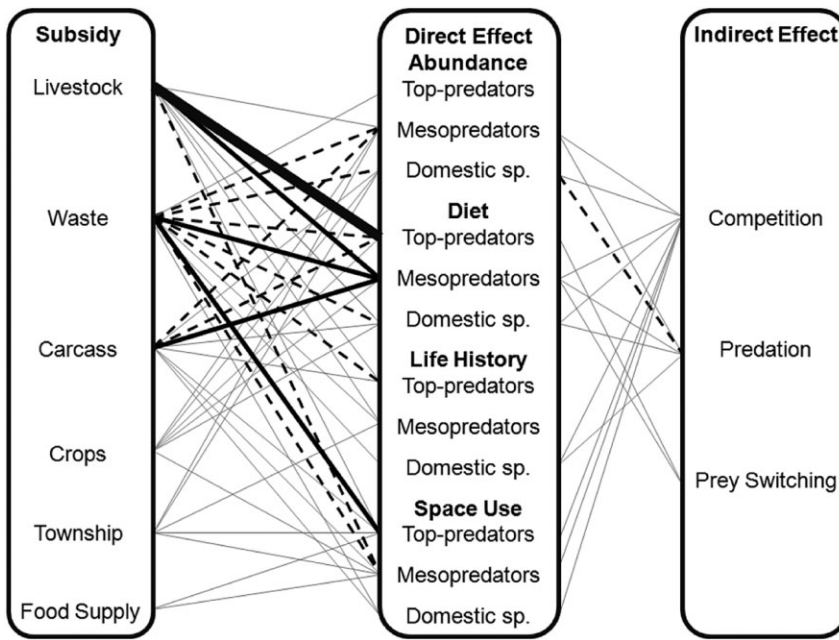 Subsidy
Livestock
Waste
Carcass
Crops
Township
Food Supply
Direct Effect
Abundance
Top-predators
Mesopredators
Domestic sp.
Diet
Top-predators
Mesopredators
Domestic sp.
Life History
Top-predators
Mesopredators
Domestic sp.
Space Use
Top-predators
Mesopredators
Domestic sp.
Indirect Effect
Competition
Predation
Prey Switching